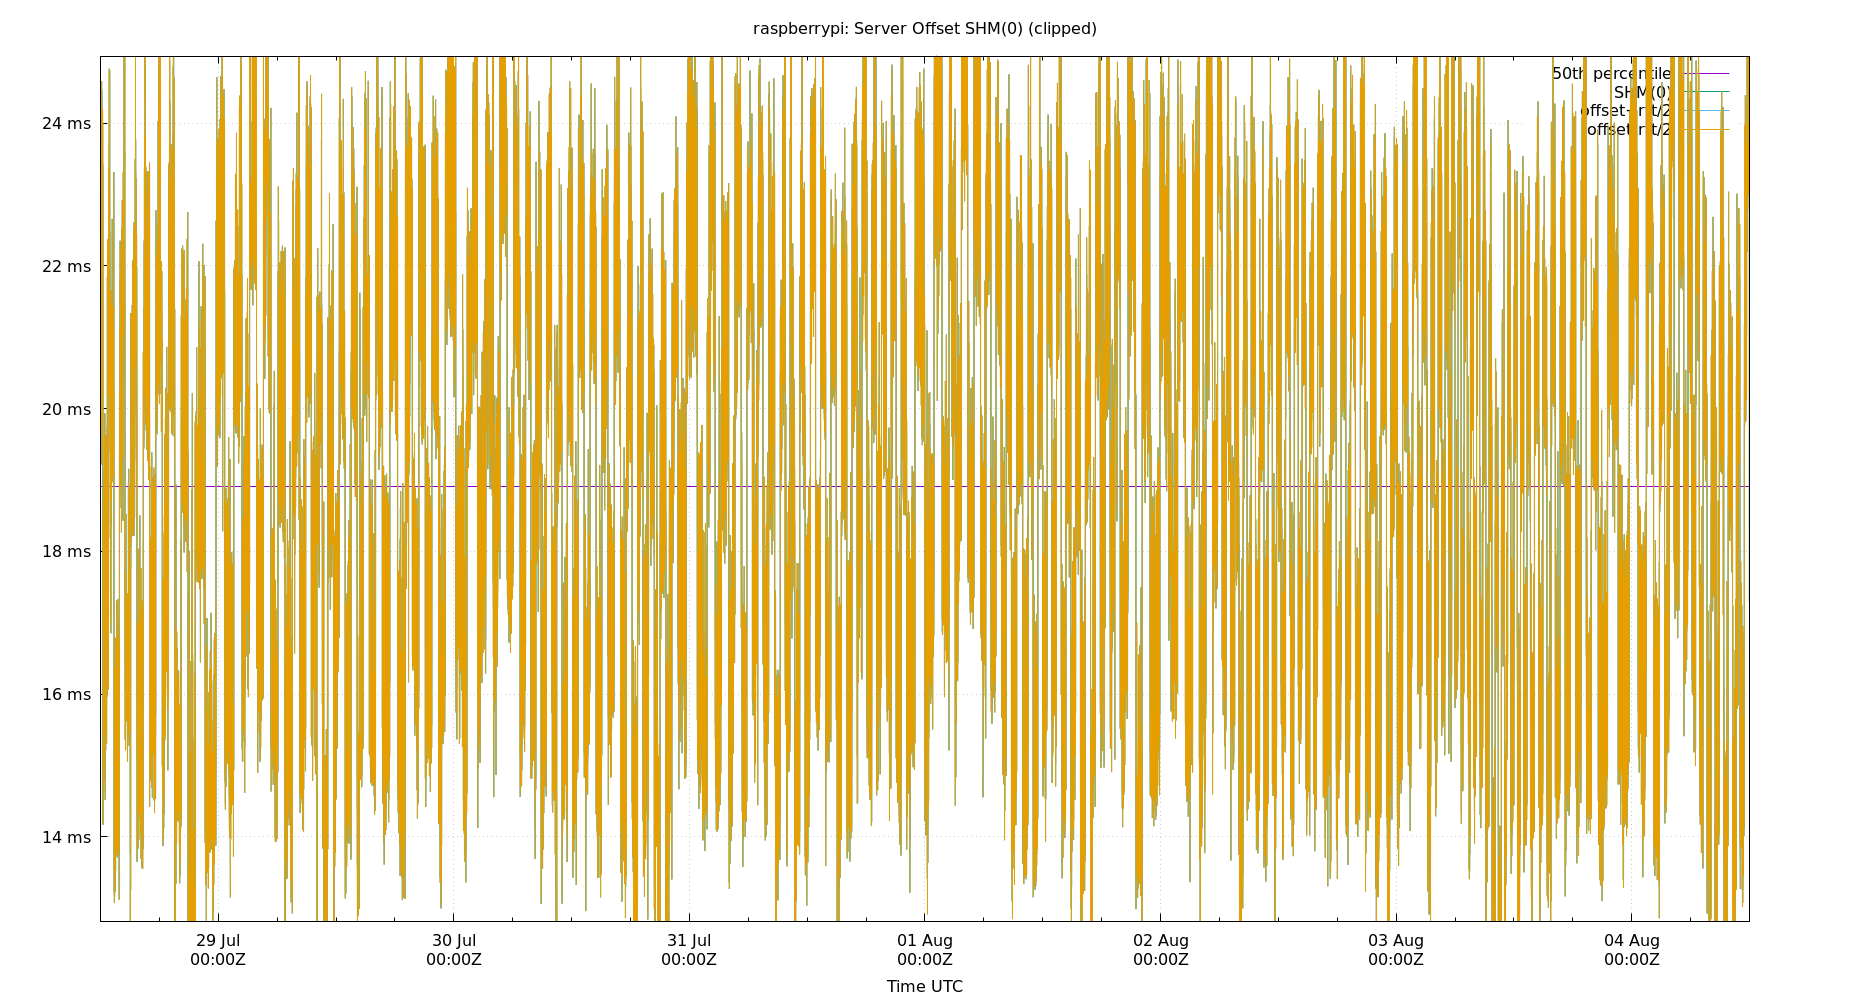 raspberrypi: Server Offset SHM(0) (clipped)
50th percentile
SHM(0)
24 ms
22 ms
20 ms
18 ms
16 ms
14 ms
29 Jul
00:00Z
30 Jul
00:00Z
31 Jul
00:00Z
01 Aug
00:00Z
02 Aug
00:00Z
03 Aug
00:00Z
04 Aug
00:00Z
Time UTC